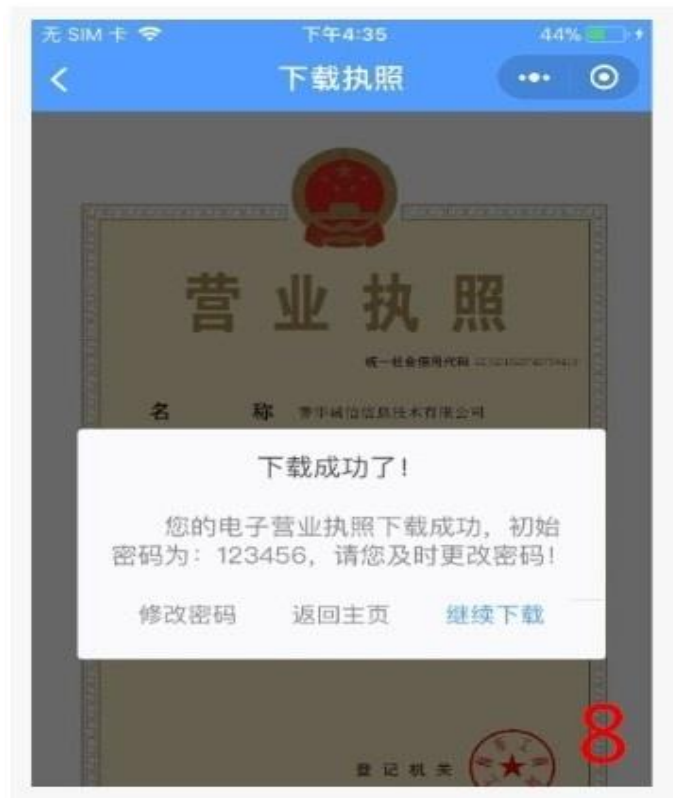 无 SIM 卡 下午4:35 44%
下载执照
营业执照
统一社会信用代码
名 称
下载成功了!
您的电子营业执照下载成功，初始
密码为：123456，请您及时更改密码!
修改密码 返回主页 继续下载
登记机关
8